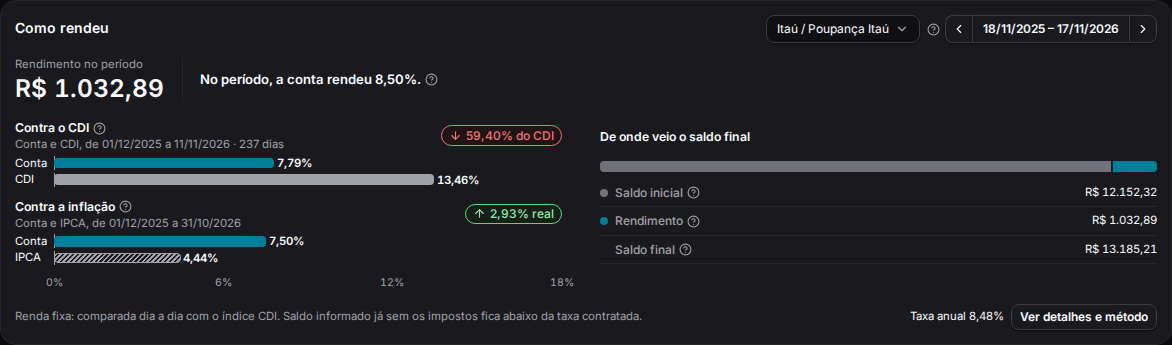 Como rendeu
Itaú / Poupança Itaú
18/11/2025 – 17/11/2026
Rendimento no período
R$ 1.032,89
No período, a conta rendeu 8,50%.
Contra o CDI
59,40% do CDI
Conta e CDI, de 01/12/2025 a 11/11/2026 · 237 dias
Conta 7,79%
CDI 13,46%
Contra a inflação
2,93% real
Conta e IPCA, de 01/12/2025 a 31/10/2026
Conta 7,50%
IPCA 4,44%
0% 6% 12% 18%
De onde veio o saldo final
Saldo inicial R$ 12.152,32
Rendimento R$ 1.032,89
Saldo final R$ 13.185,21
Renda fixa: comparada dia a dia com o índice CDI. Saldo informado já sem os impostos fica abaixo da taxa contratada.
Taxa anual 8,48%
Ver detalhes e método